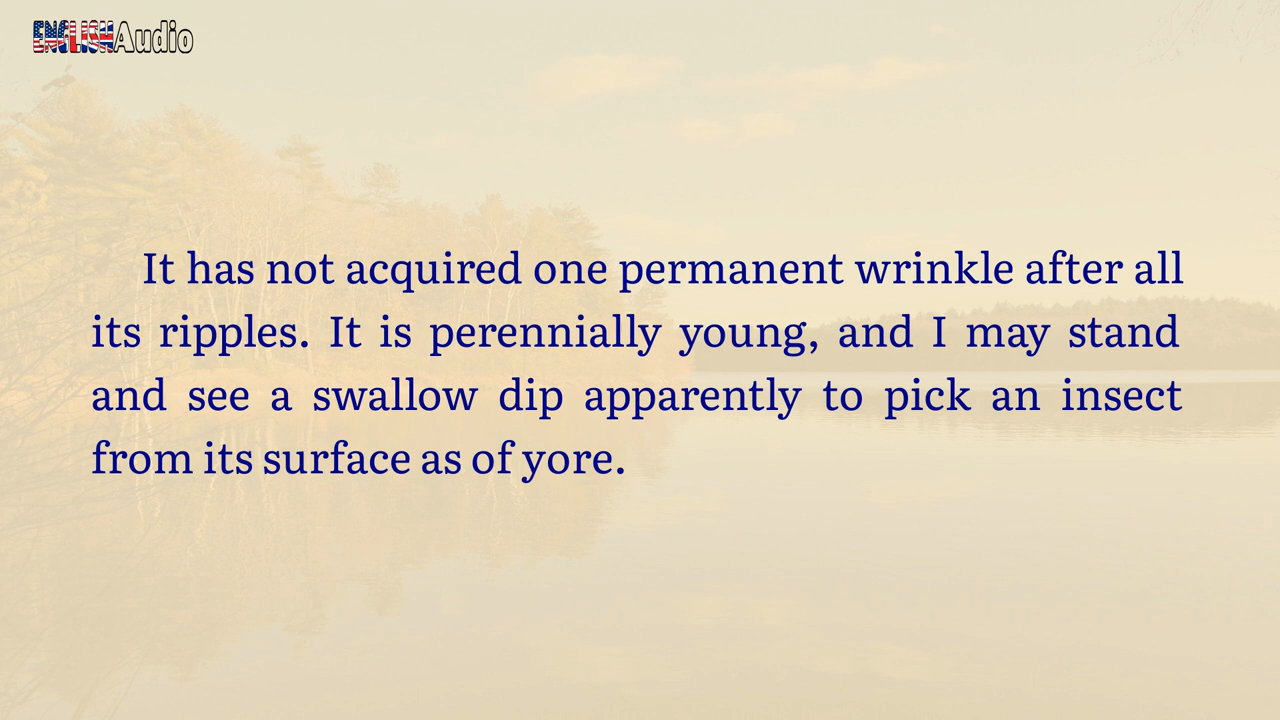 ENGLISHAudio
It has not acquired one permanent wrinkle after all
its ripples. It is perennially young, and I may stand
and see a swallow dip apparently to pick an insect
from its surface as of yore.